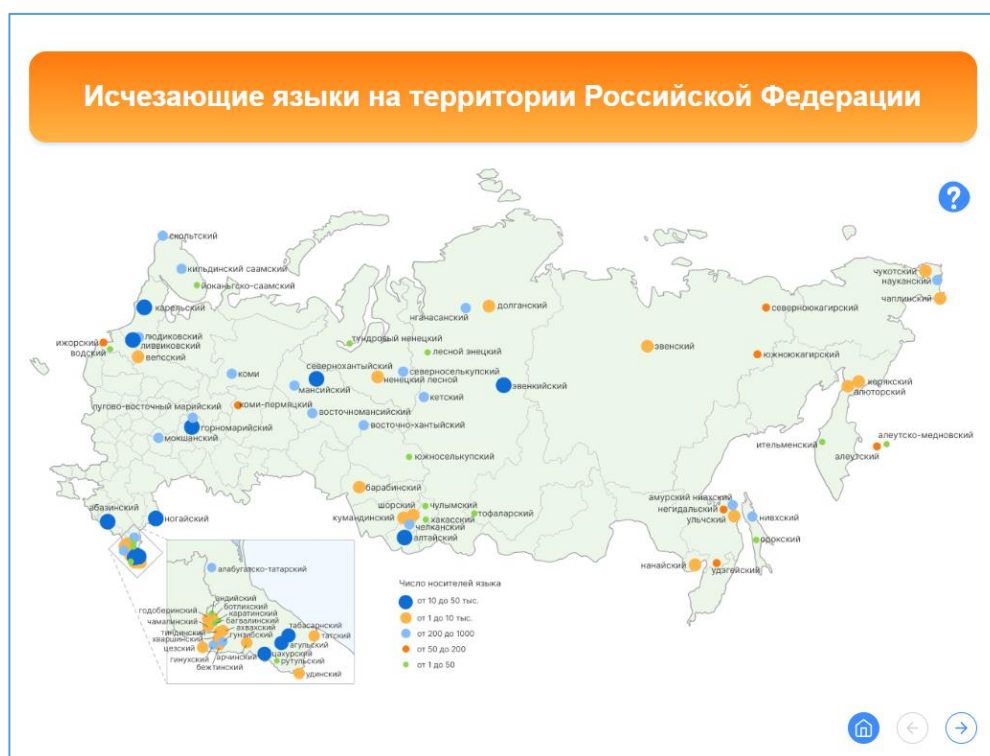 Исчезающие языки на территории Российской Федерации
?
скольтский
кильдинский саамский
йоканьгско-саамский
карельский
людиковский
ливвиковский
ижорский
водский
вепсский
чукотский
науканский
чаплинский
долганский
нганасанский
североюкагирский
эвенский
южноюкагирский
тундровый ненецкий
лесной энецкий
северохантыйский
североселькупский
ненецкий лесной
эвенкийский
коми
мансийский
кетский
корякский
алюторский
лугово-восточный марийский
коми-пермяцкий
восточномансийский
горномарийский
восточно-хантыйский
мокшанский
ительменский
алеутско-медновский
алеутский
южноселькупский
барабинский
абазинский
ногайский
шорский
чулымский
тофаларский
кумандинский
хакасский
челканский
алтайский
амурский нивхский
негидальский
нивхский
ульчский
орокский
нанайский
удэгейский
алабугатско-татарский
андийский
ботлихский
годоберинский
каратинский
чамалинский
багвалинский
ахвахский
тиндинский
гунзибский
хваршинский
цезский
гинухский
арчинский
бежтинский
табасаранский
татский
агульский
цахурский
рутульский
удинский
Число носителей языка
от 10 до 50 тыс.
от 1 до 10 тыс.
от 200 до 1000
от 50 до 200
от 1 до 50